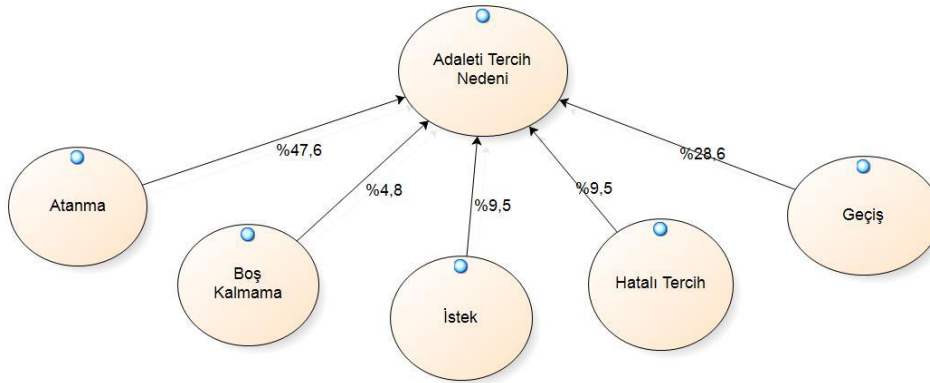 Adaleti Tercih
Nedeni
%47,6
%4,8
%9,5
%9,5
%28,6
Atanma
Boş
Kalmama
İstek
Hatalı Tercih
Geçiş